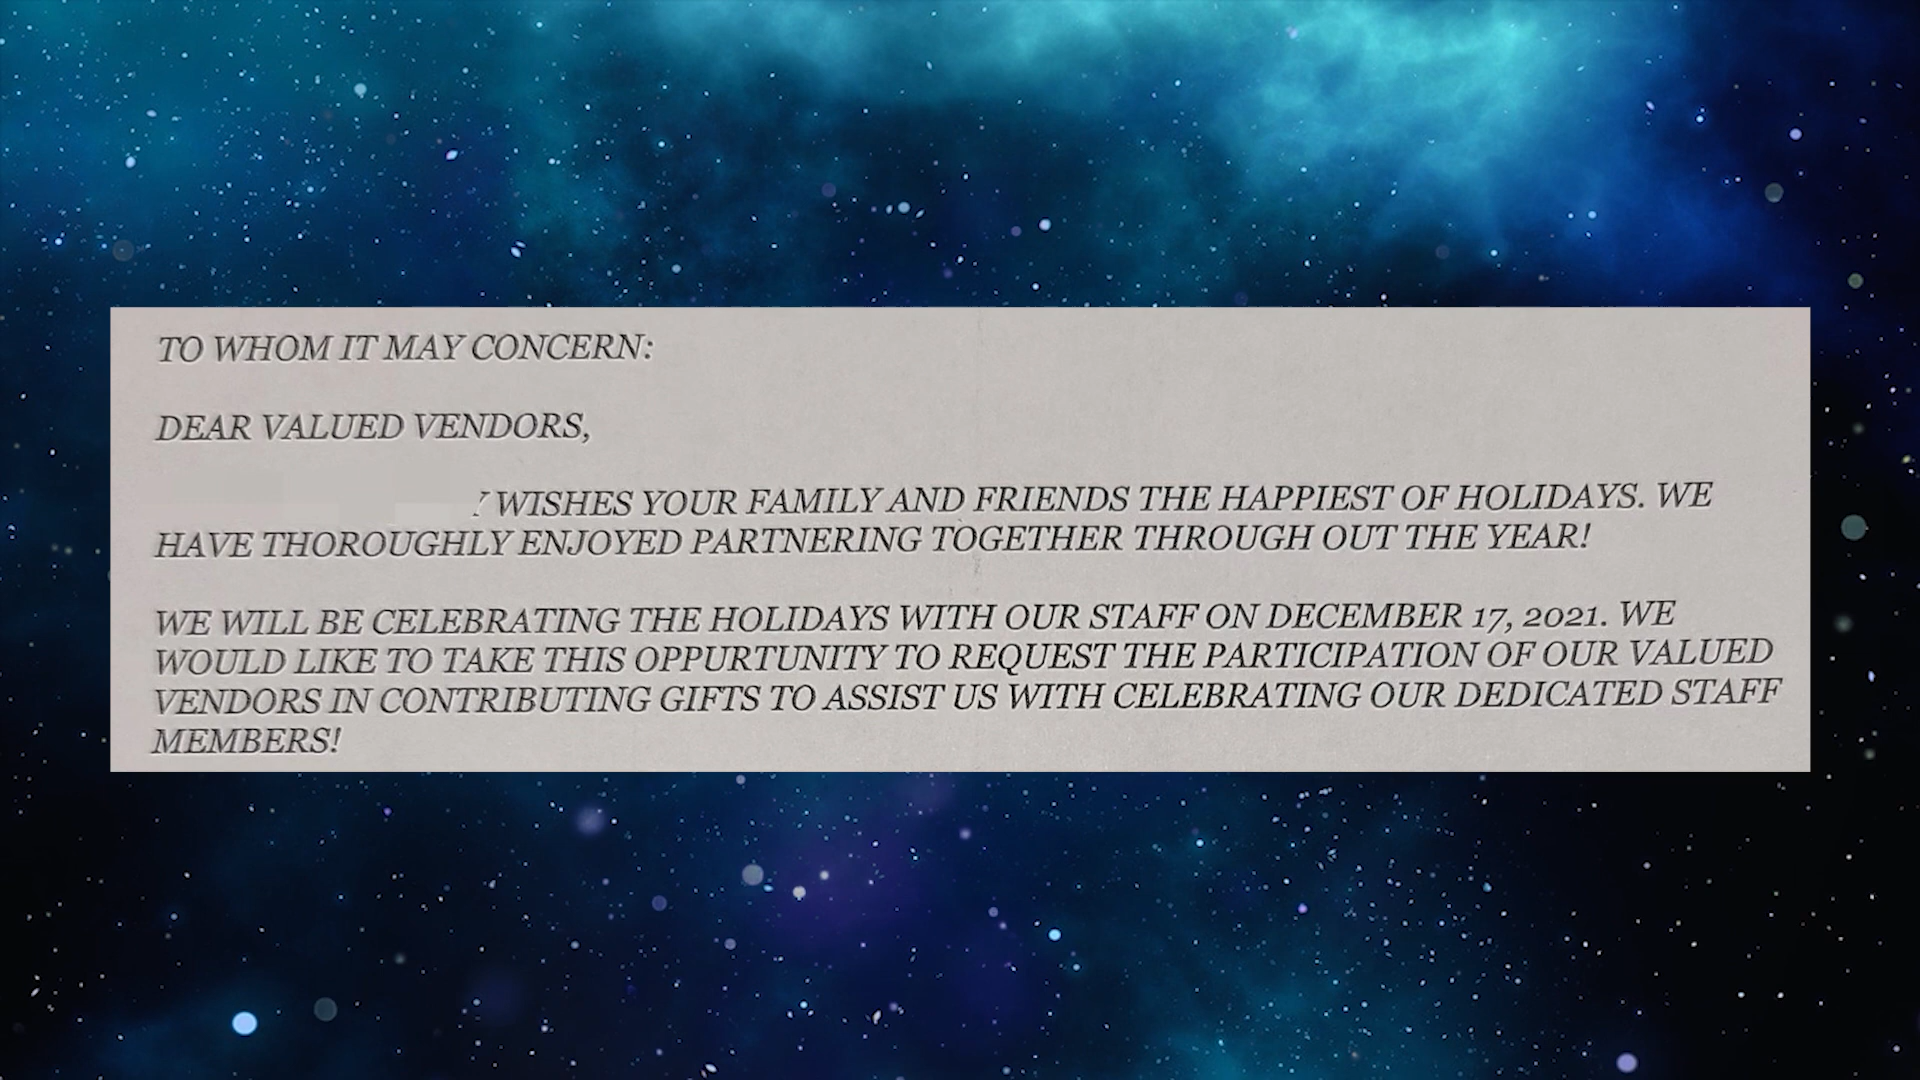 TO WHOM IT MAY CONCERN:
DEAR VALUED VENDORS,
WISHES YOUR FAMILY AND FRIENDS THE HAPPIEST OF HOLIDAYS. WE
HAVE THOROUGHLY ENJOYED PARTNERING TOGETHER THROUGH OUT THE YEAR!
WE WILL BE CELEBRATING THE HOLIDAYS WITH OUR STAFF ON DECEMBER 17, 2021. WE
WOULD LIKE TO TAKE THIS OPPURTUNITY TO REQUEST THE PARTICIPATION OF OUR VALUED
VENDORS IN CONTRIBUTING GIFTS TO ASSIST US WITH CELEBRATING OUR DEDICATED STAFF
MEMBERS!